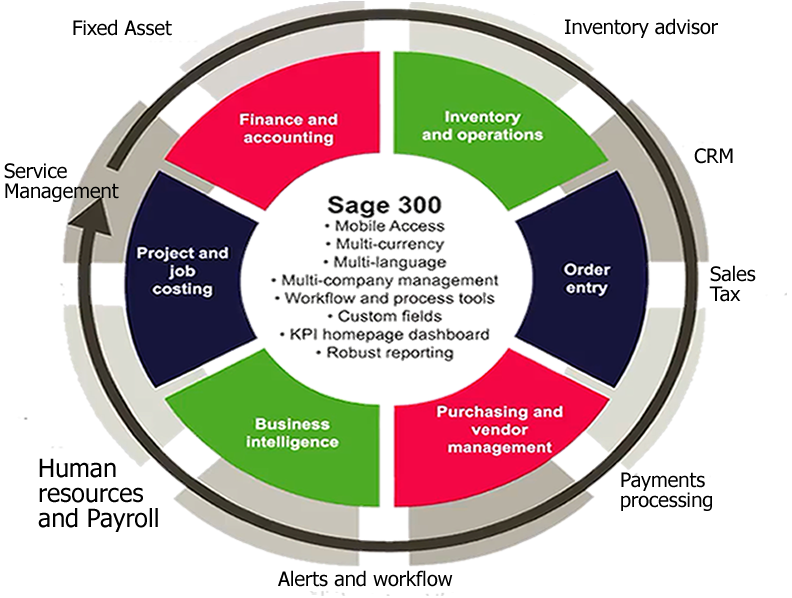 Fixed Asset
Inventory advisor
Finance and
accounting
Inventory
and operations
CRM
Service
Management
Sage 300
• Mobile Access
• Multi-currency
• Multi-language
• Multi-company management
• Workflow and process tools
• Custom fields
• KPI homepage dashboard
• Robust reporting
Project and
job
costing
Order
entry
Sales
Tax
Business
intelligence
Purchasing and
vendor
management
Human
resources
and Payroll
Payments
processing
Alerts and workflow